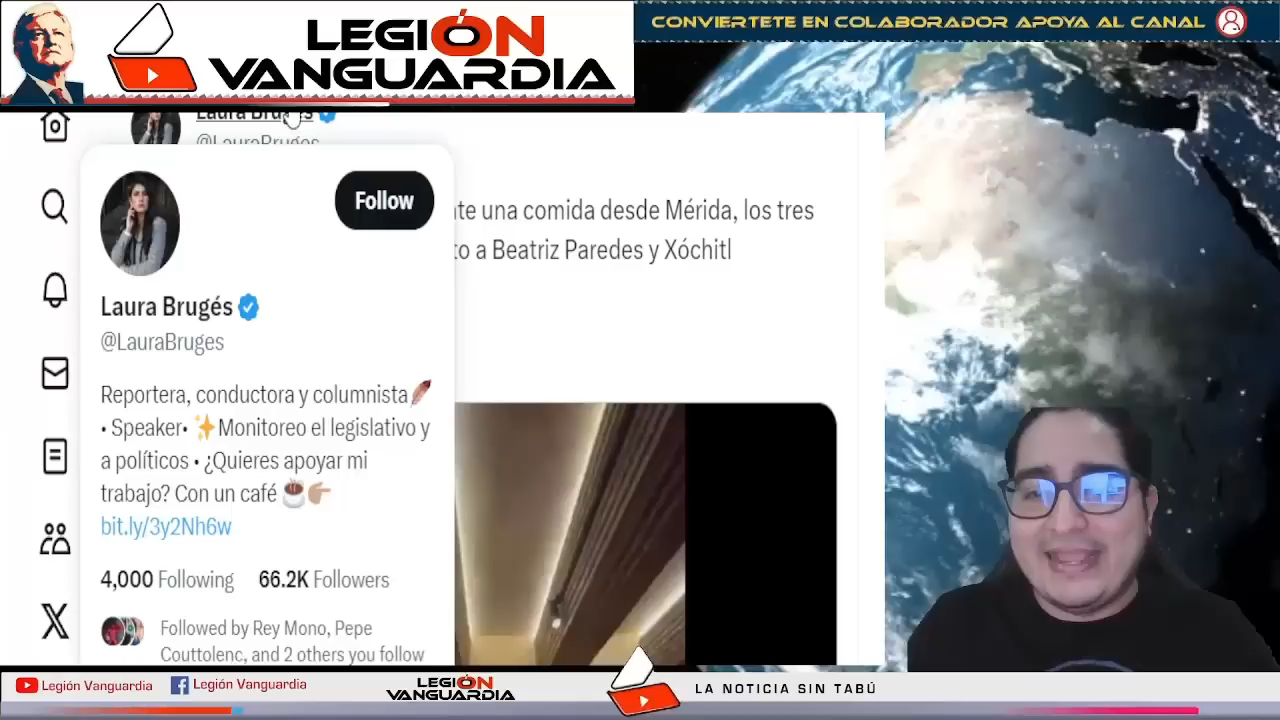 LEGIÓN
VANGUARDIA
CONVIERTETE EN COLABORADOR APOYA AL CANAL
Laura Brugés
@LauraBruges
Follow
te una comida desde Mérida, los tres
to a Beatriz Paredes y Xóchitl
Laura Brugés
@LauraBruges
Reportera, conductora y columnista
• Speaker• ✨Monitoreo el legislativo y
a políticos • ¿Quieres apoyar mi
trabajo? Con un café ☕
bit.ly/3y2Nh6w
4,000 Following 66.2K Followers
Followed by Rey Mono, Pepe
Couttolenc, and 2 others you follow
Legión Vanguardia
Legión Vanguardia
LEGIÓN
VANGUARDIA
LA NOTICIA SIN TABÚ